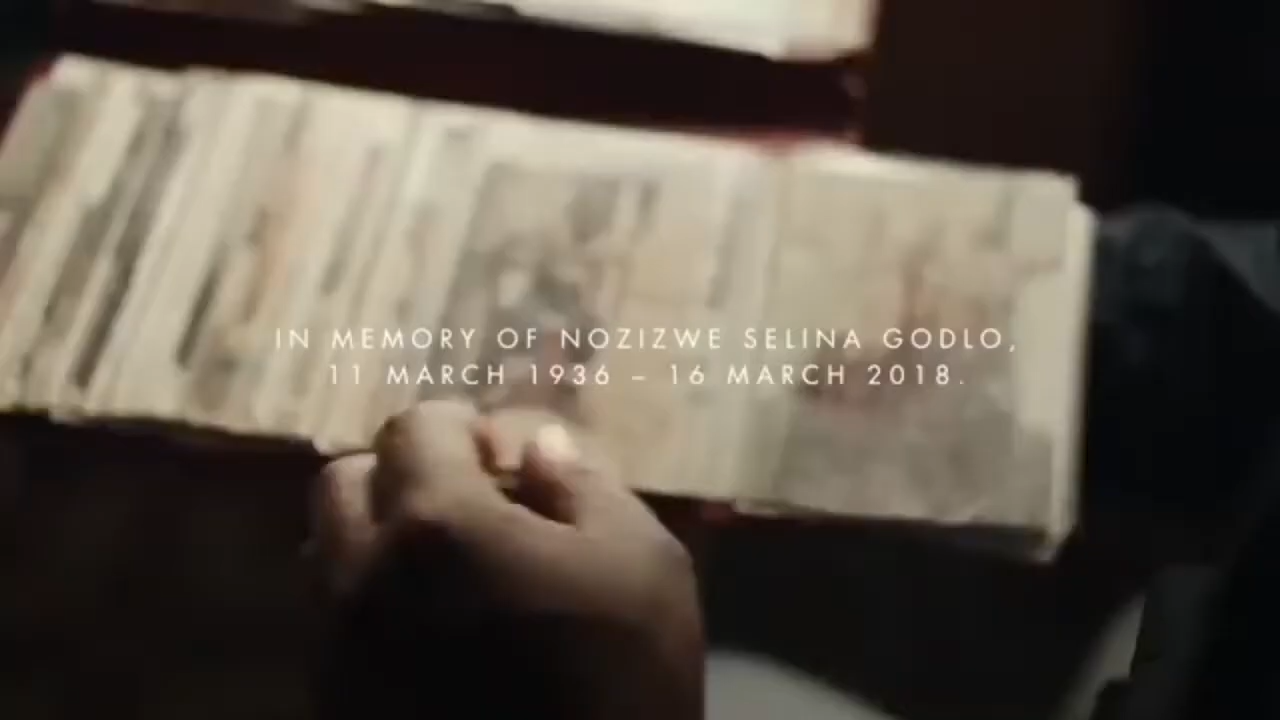 IN MEMORY OF NOZIZWE SELINA GODLO,
11 MARCH 1936 – 16 MARCH 2018.